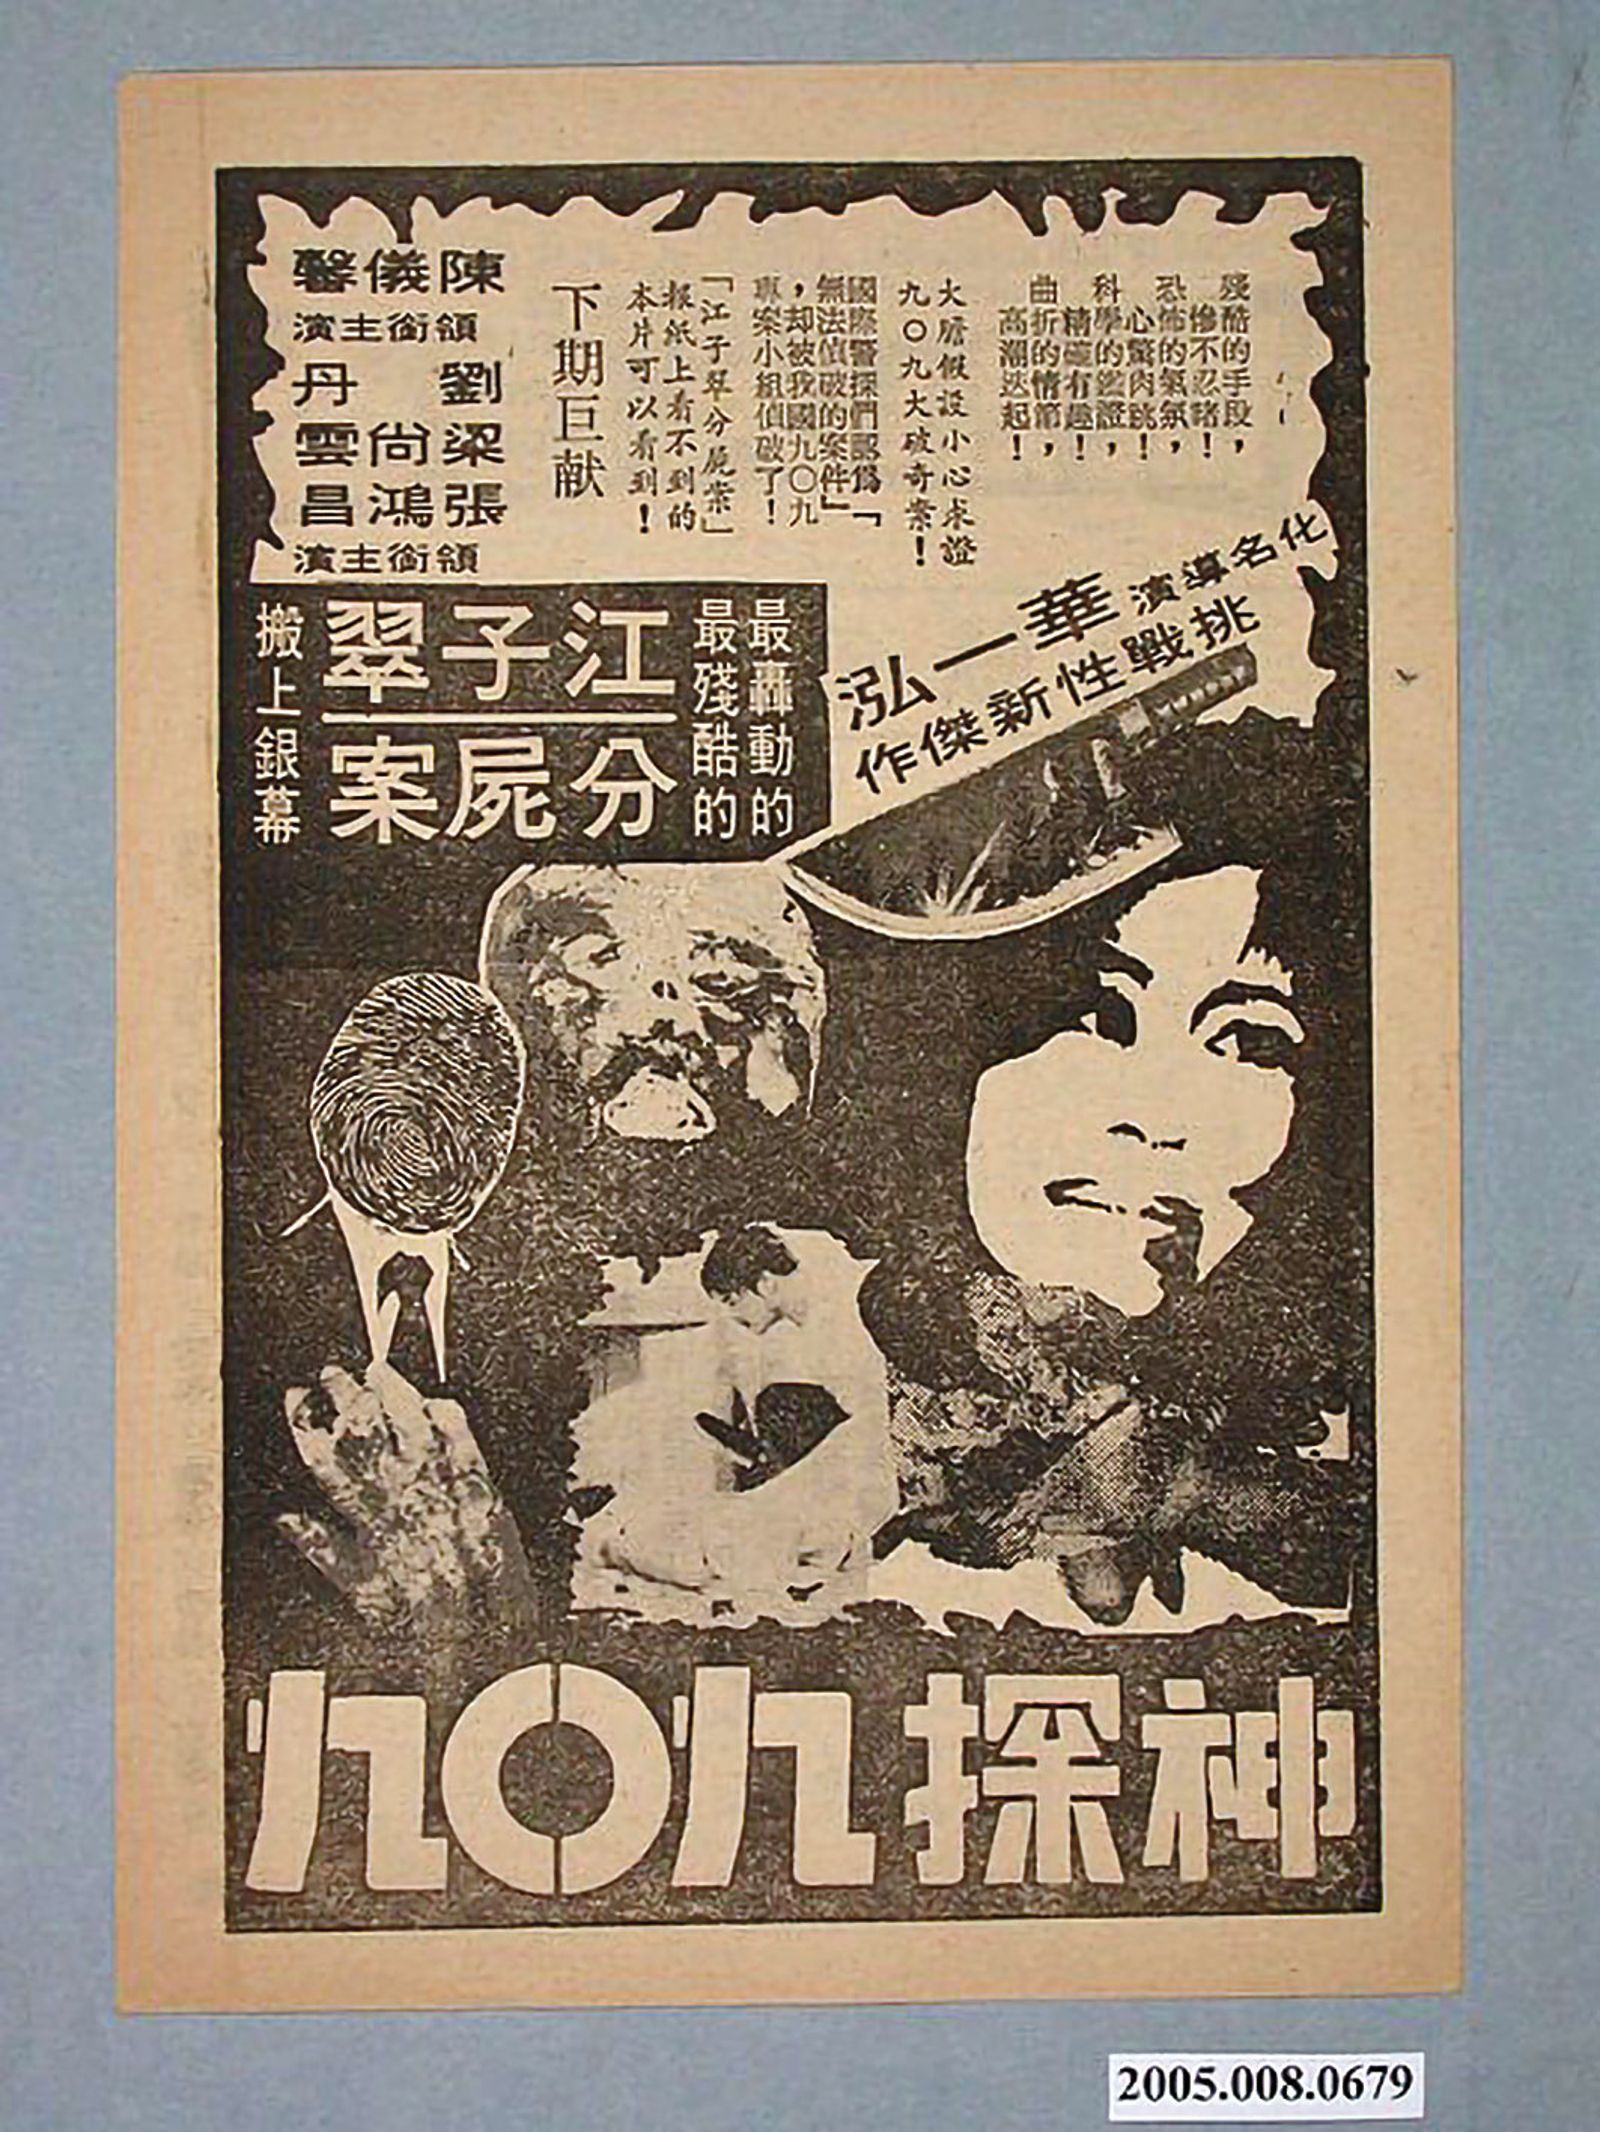 殘酷的手段，
慘不忍睹！
恐怖的氣氛，
心驚肉跳！
科學的鑑證，
精確有趣！
曲折的情節，
高潮迭起！
大膽假設小心求證
九〇九大破奇案！
國際警探們認為「
無法偵破的案件」
，却被我國九〇九
專案小組偵破了！
「江子翠分屍案」
報紙上看不到的
本片可以看到！
下期巨献
陳儀馨
領銜主演
劉丹
梁尚雲
張鴻昌
領銜主演
化名導演華一泓
挑戰性新傑作
最轟動的
最殘酷的
江子翠
分屍案
搬上銀幕
神探九〇九
2005.008.0679